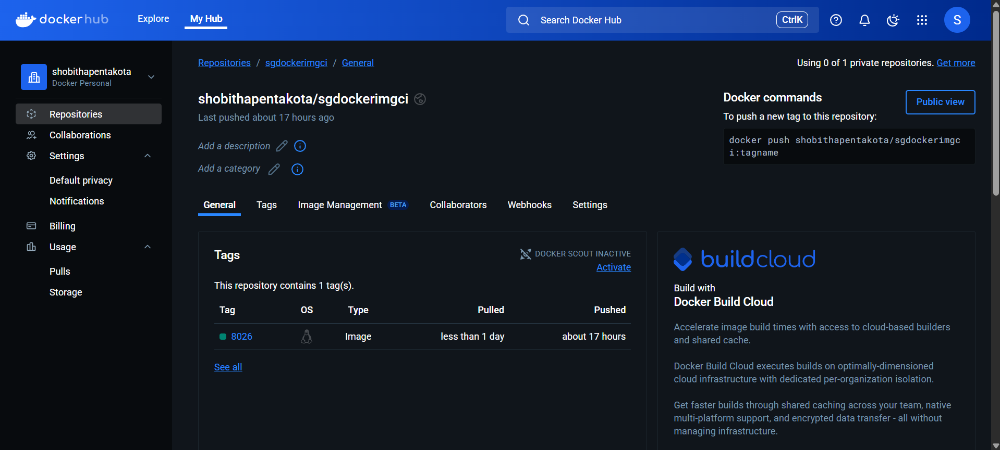 dockerhub
Explore
My Hub
Search Docker Hub
CtrlK
S
shobithapentakota
Docker Personal
Repositories
Collaborations
Settings
Default privacy
Notifications
Billing
Usage
Pulls
Storage
Repositories / sgdockerimgci / General
Using 0 of 1 private repositories. Get more
shobithapentakota/sgdockerimgci
Last pushed about 17 hours ago
Add a description
Add a category
Docker commands
Public view
To push a new tag to this repository:
docker push shobithapentakota/sgdockerimgc
i:tagname
General Tags Image Management BETA Collaborators Webhooks Settings
Tags
DOCKER SCOUT INACTIVE
Activate
This repository contains 1 tag(s).
Tag OS Type Pulled Pushed
8026 Image less than 1 day about 17 hours
See all
buildcloud
Build with
Docker Build Cloud
Accelerate image build times with access to cloud-based builders
and shared cache.
Docker Build Cloud executes builds on optimally-dimensioned
cloud infrastructure with dedicated per-organization isolation.
Get faster builds through shared caching across your team, native
multi-platform support, and encrypted data transfer - all without
managing infrastructure.